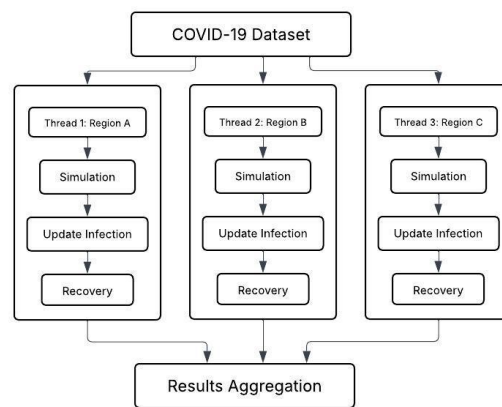 COVID-19 Dataset
Thread 1: Region A
Simulation
Update Infection
Recovery
Thread 2: Region B
Simulation
Update Infection
Recovery
Thread 3: Region C
Simulation
Update Infection
Recovery
Results Aggregation